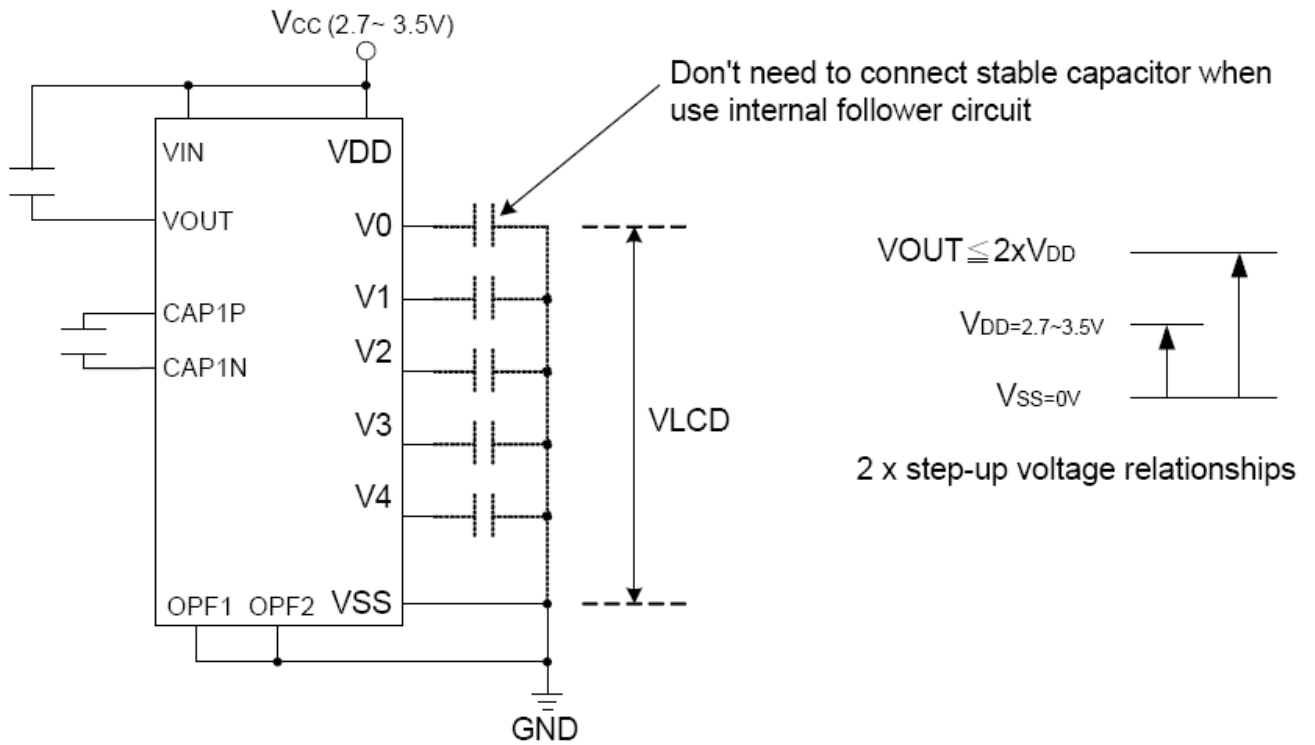 VCC (2.7~ 3.5V)
Don't need to connect stable capacitor when
use internal follower circuit
VIN
VDD
VOUT
V0
CAP1P
V1
CAP1N
V2
V3
V4
OPF1 OPF2
VSS
GND
VLCD
VOUT≦2xVDD
VDD=2.7~3.5V
VSS=0V
2 x step-up voltage relationships